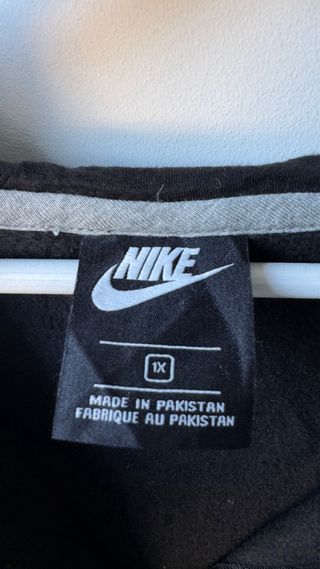 NIKE
1X
MADE IN PAKISTAN
FABRIQUE AU PAKISTAN